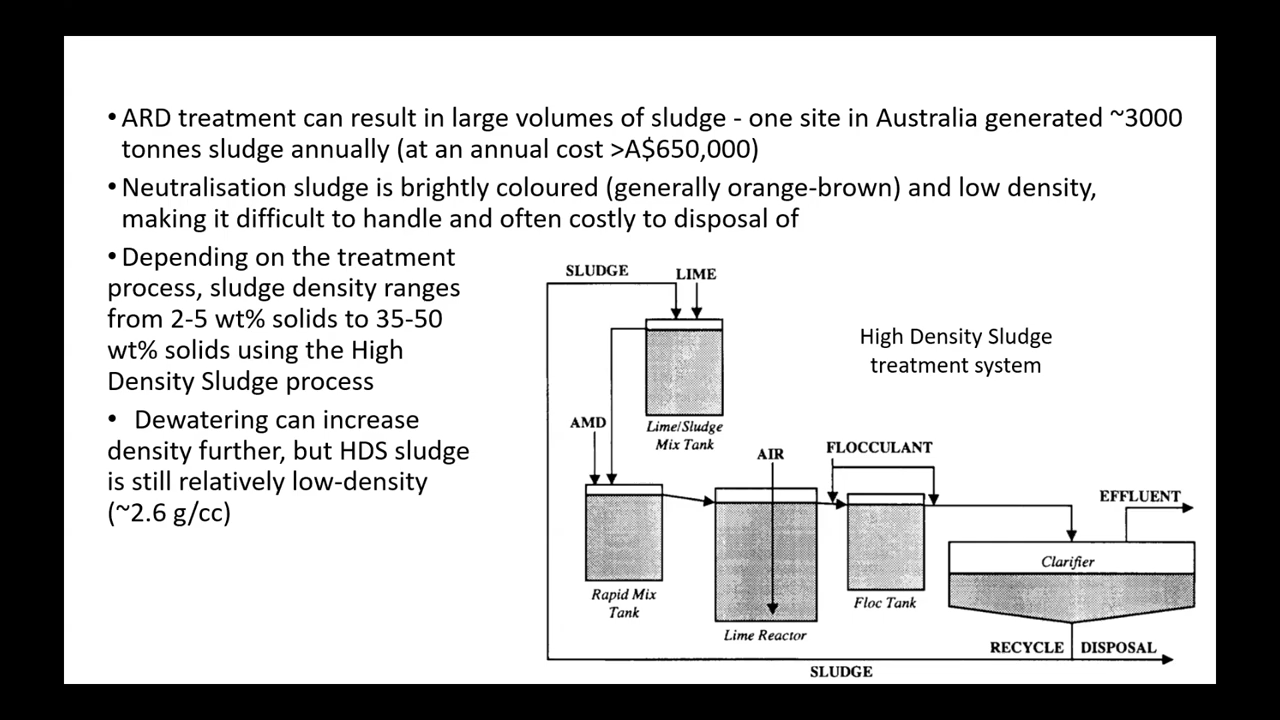 • ARD treatment can result in large volumes of sludge - one site in Australia generated ~3000
tonnes sludge annually (at an annual cost >A$650,000)
• Neutralisation sludge is brightly coloured (generally orange-brown) and low density,
making it difficult to handle and often costly to disposal of
• Depending on the treatment
process, sludge density ranges
from 2-5 wt% solids to 35-50
wt% solids using the High
Density Sludge process
• Dewatering can increase
density further, but HDS sludge
is still relatively low-density
(~2.6 g/cc)
High Density Sludge
treatment system
SLUDGE
LIME
Lime/Sludge
Mix Tank
AMD
Rapid Mix
Tank
AIR
Lime Reactor
FLOCCULANT
Floc Tank
EFFLUENT
Clarifier
RECYCLE
DISPOSAL
SLUDGE